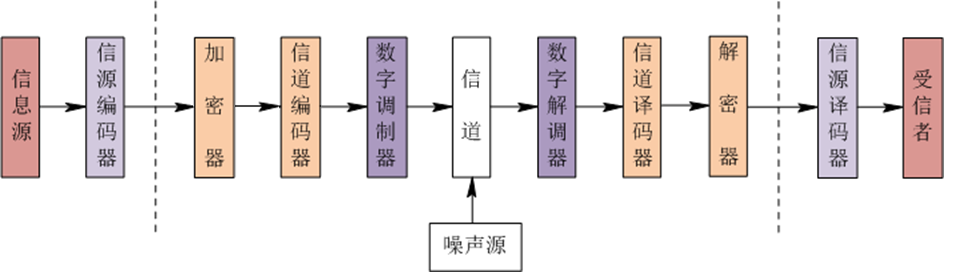 信息源
信源编码器
加密器
信道编码器
数字调制器
信道
数字解调器
信道译码器
解密器
信源译码器
受信者
噪声源